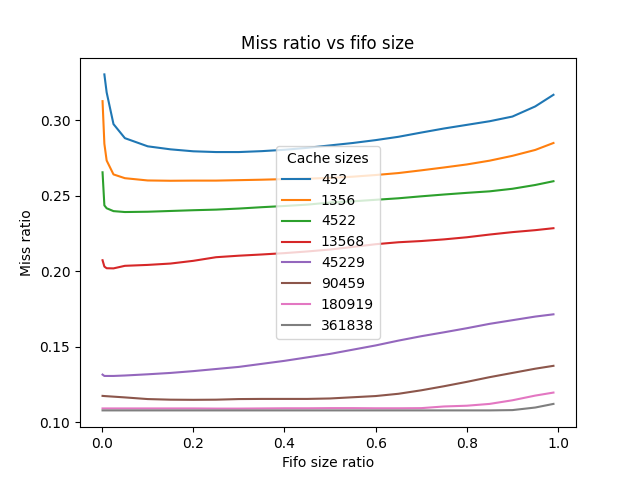 Miss ratio vs fifo size
Miss ratio
0.30
0.25
0.20
0.15
0.10
Cache sizes
452
1356
4522
13568
45229
90459
180919
361838
0.0 0.2 0.4 0.6 0.8 1.0
Fifo size ratio